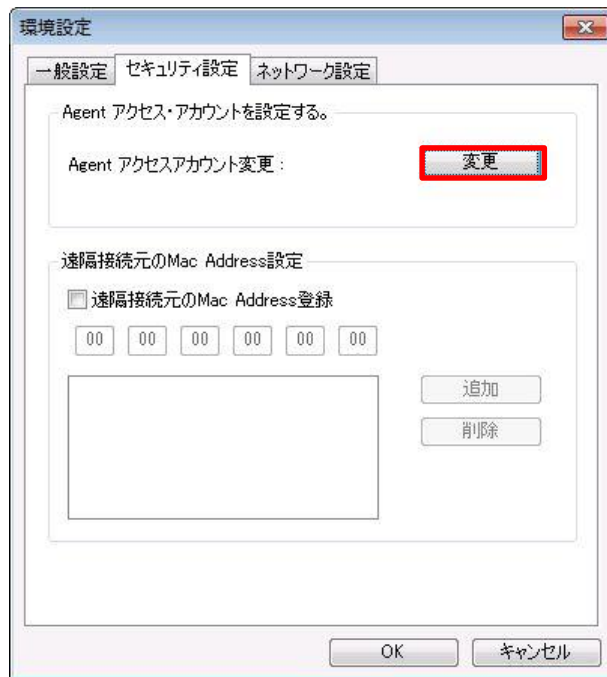 環境設定
一般設定 セキュリティ設定 ネットワーク設定
Agent アクセス・アカウントを設定する。
Agent アクセスアカウント変更 : 変更
遠隔接続元のMac Address設定
遠隔接続元のMac Address登録
00 00 00 00 00 00
追加
削除
OK キャンセル